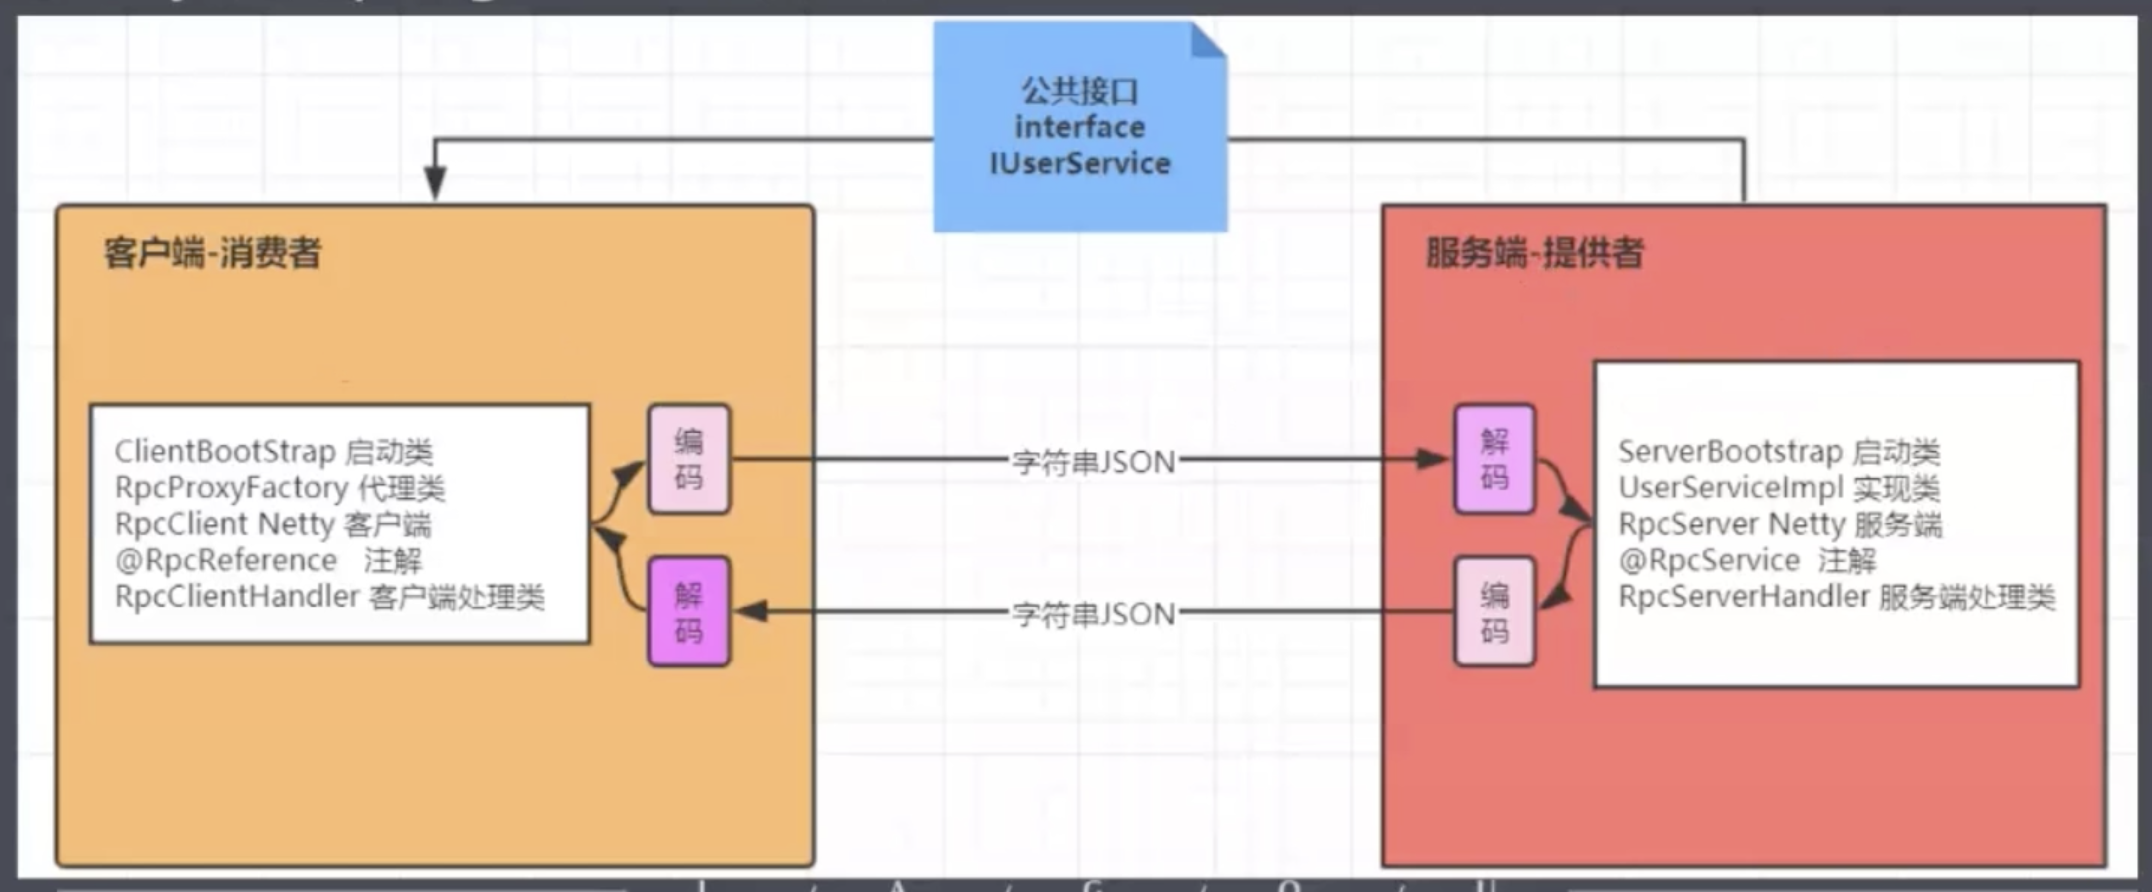 公共接口
interface
IUserService
客户端-消费者
ClientBootStrap 启动类
RpcProxyFactory 代理类
RpcClient Netty 客户端
@RpcReference 注解
RpcClientHandler 客户端处理类
编
码
解
码
字符串JSON
字符串JSON
服务端-提供者
解
码
编
码
ServerBootstrap 启动类
UserServiceImpl 实现类
RpcServer Netty 服务端
@RpcService 注解
RpcServerHandler 服务端处理类